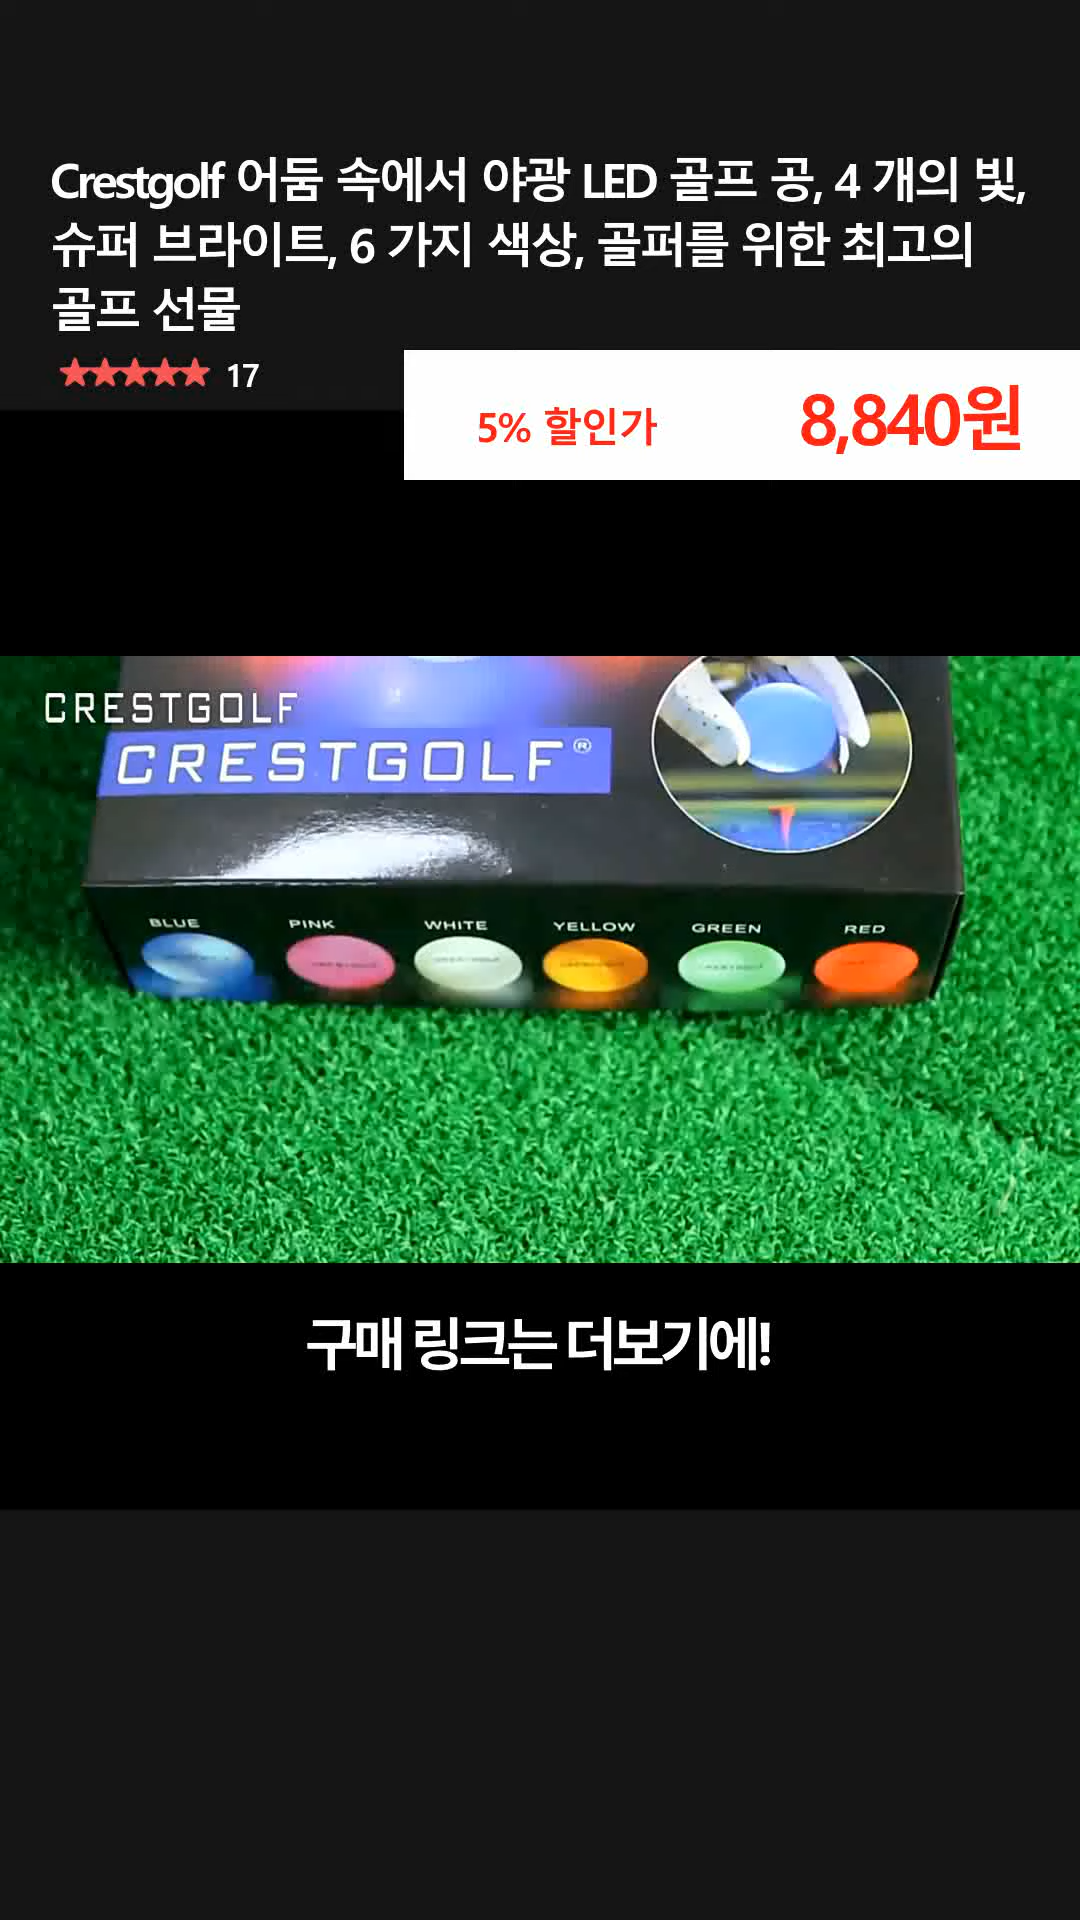 Crestgolf 어둠 속에서 야광 LED 골프 공, 4 개의 빛,
슈퍼 브라이트, 6 가지 색상, 골퍼를 위한 최고의
골프 선물
★★★★★ 17
5% 할인가 8,840원
CRESTGOLF
CRESTGOLF®
BLUE PINK WHITE YELLOW GREEN RED
구매 링크는 더보기에!